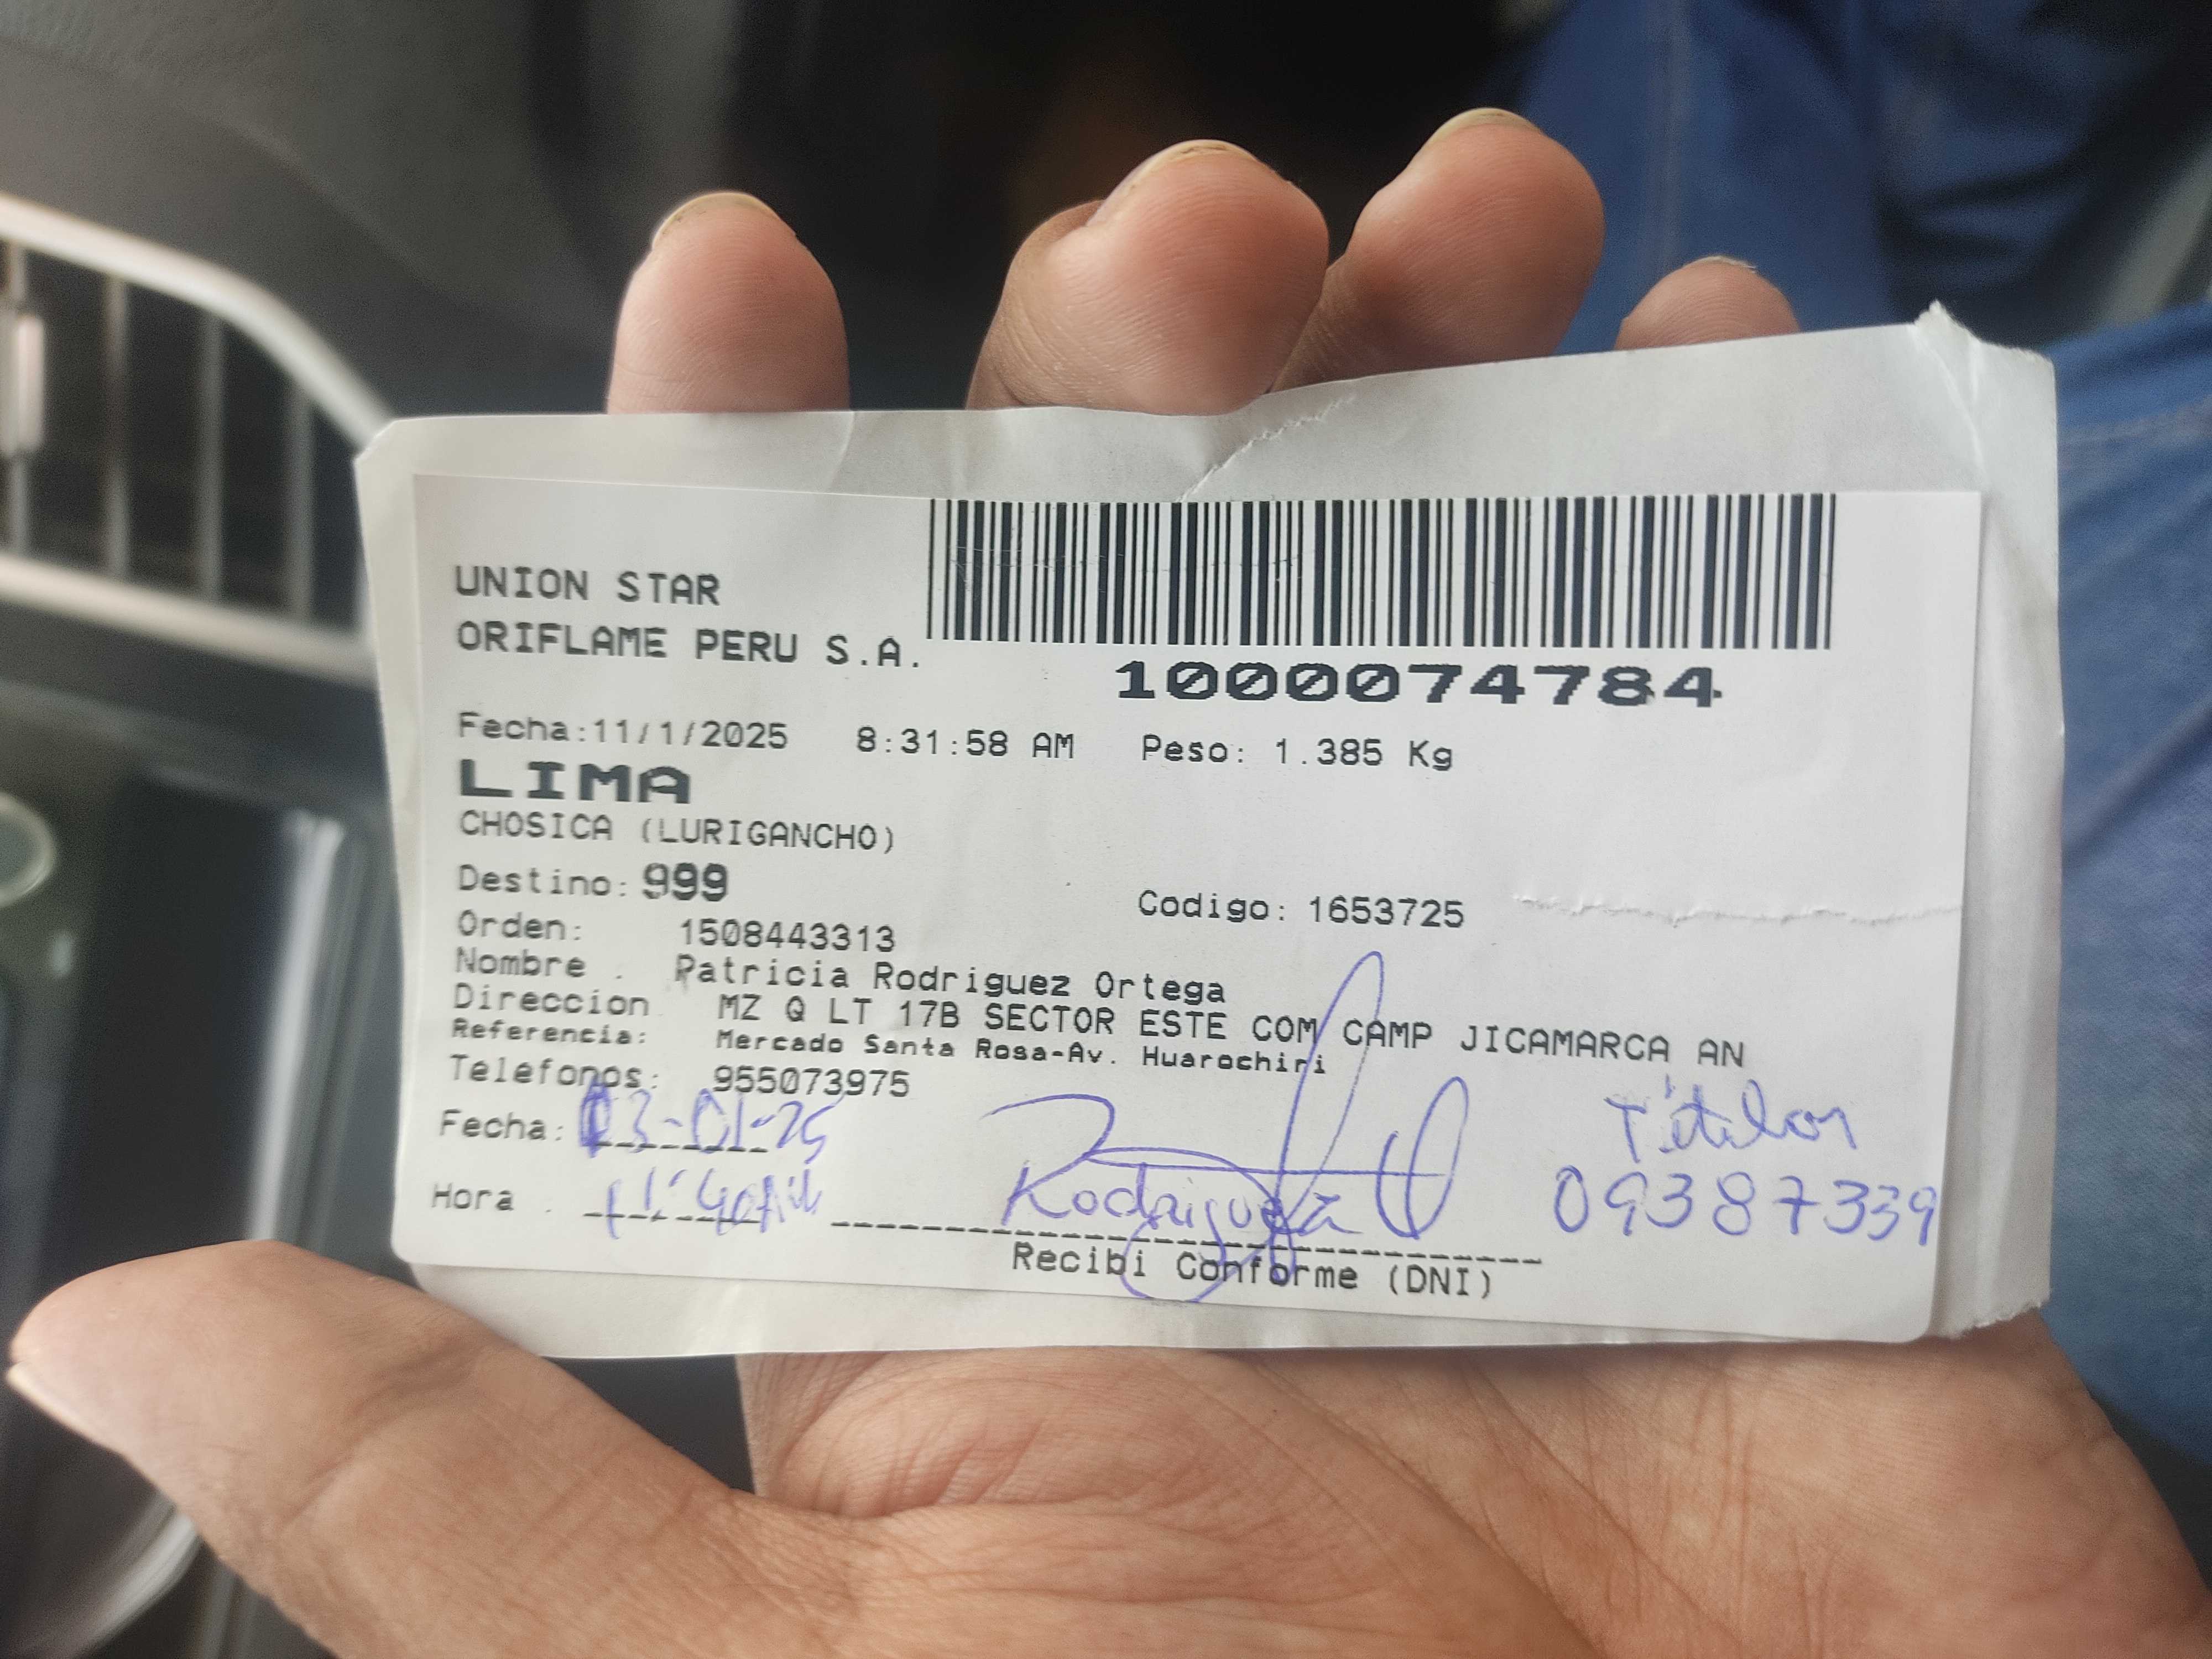 UNION STAR
ORIFLAME PERU S.A.
1000074784
Fecha:11/1/2025 8:31:58 AM Peso: 1.385 Kg
LIMA
CHOSICA (LURIGANCHO)
Destino: 999
Codigo: 1653725
Orden: 1508443313
Nombre . Patricia Rodriguez Ortega
Direccion MZ Q LT 17B SECTOR ESTE COM CAMP JICAMARCA AN
Referencia: Mercado Santa Rosa-Av. Huarochiri
Telefonos: 955073975
Fecha: 13-01-25
Titular
Hora . 11:40AM
09387339
Recibi Conforme (DNI)